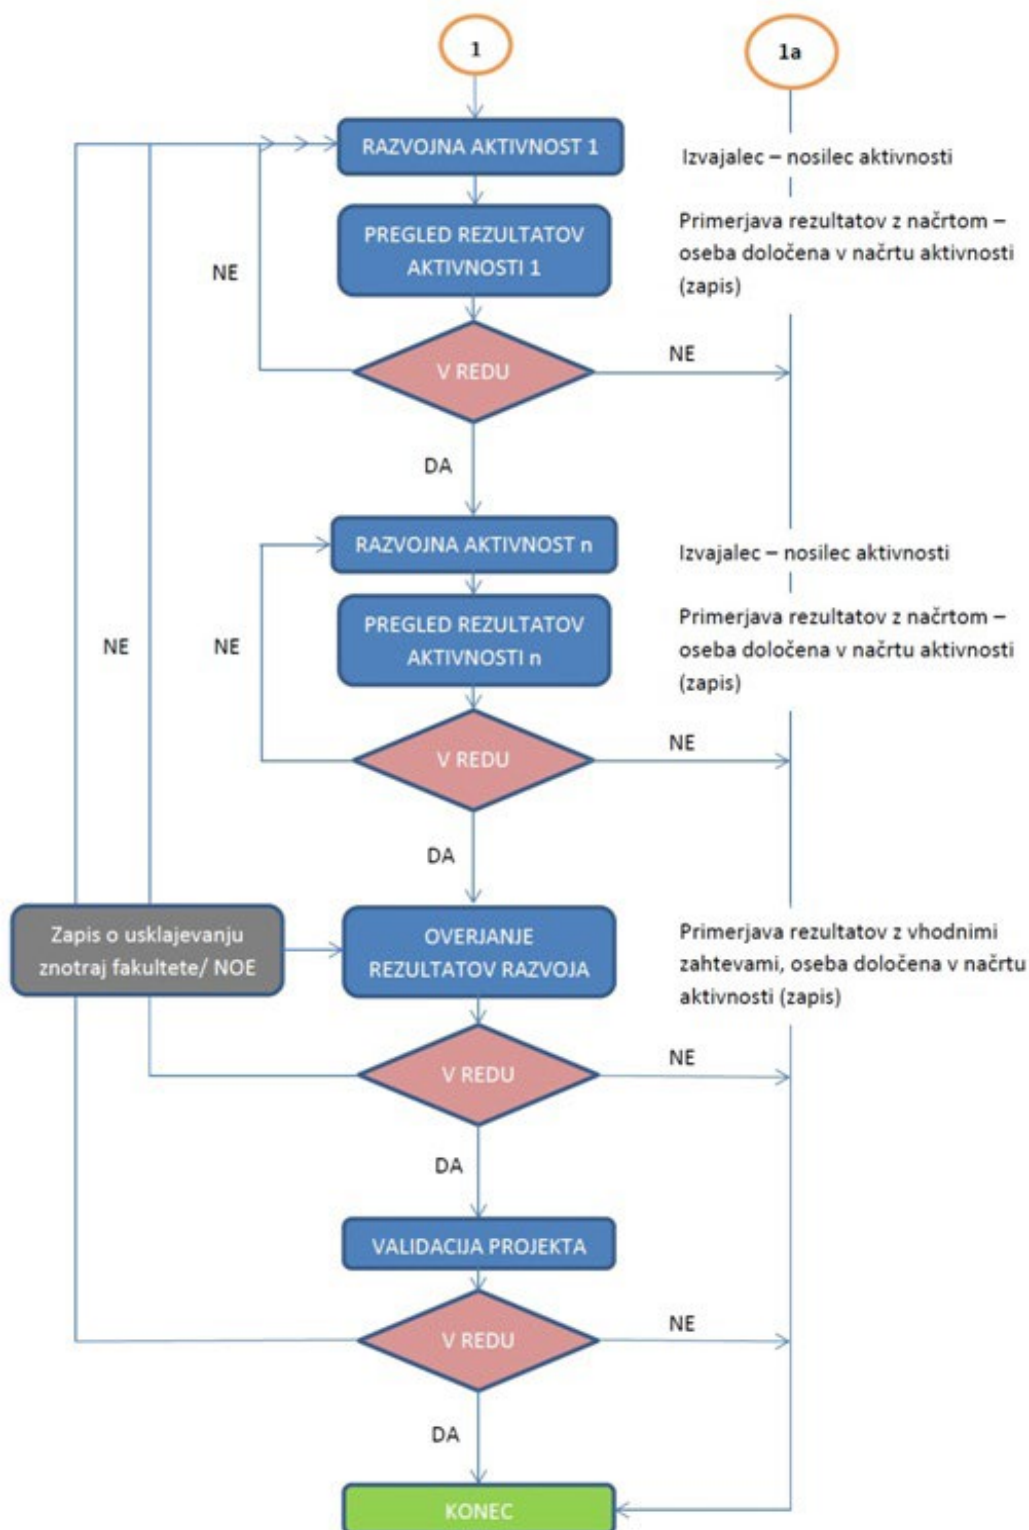 1
1a
RAZVOJNA AKTIVNOST 1
Izvajalec – nosilec aktivnosti
PREGLED REZULTATOV
AKTIVNOSTI 1
Primerjava rezultatov z načrtom –
oseba določena v načrtu aktivnosti
(zapis)
NE
V REDU
NE
DA
RAZVOJNA AKTIVNOST n
Izvajalec – nosilec aktivnosti
PREGLED REZULTATOV
AKTIVNOSTI n
Primerjava rezultatov z načrtom –
oseba določena v načrtu aktivnosti
(zapis)
NE
NE
V REDU
NE
DA
Zapis o usklajevanju
znotraj fakultete/ NOE
OVERJANJE
REZULTATOV RAZVOJA
Primerjava rezultatov z vhodnimi
zahtevami, oseba določena v načrtu
aktivnosti (zapis)
V REDU
NE
DA
VALIDACIJA PROJEKTA
V REDU
NE
DA
KONEC